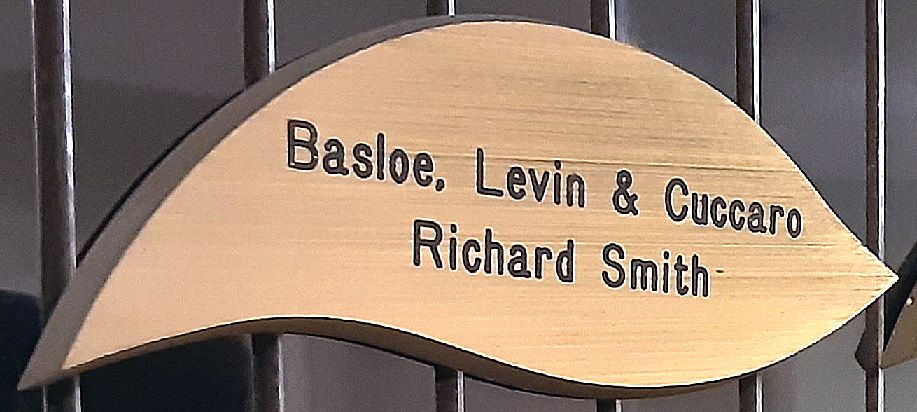 Basloe, Levin & Cuccaro
Richard Smith